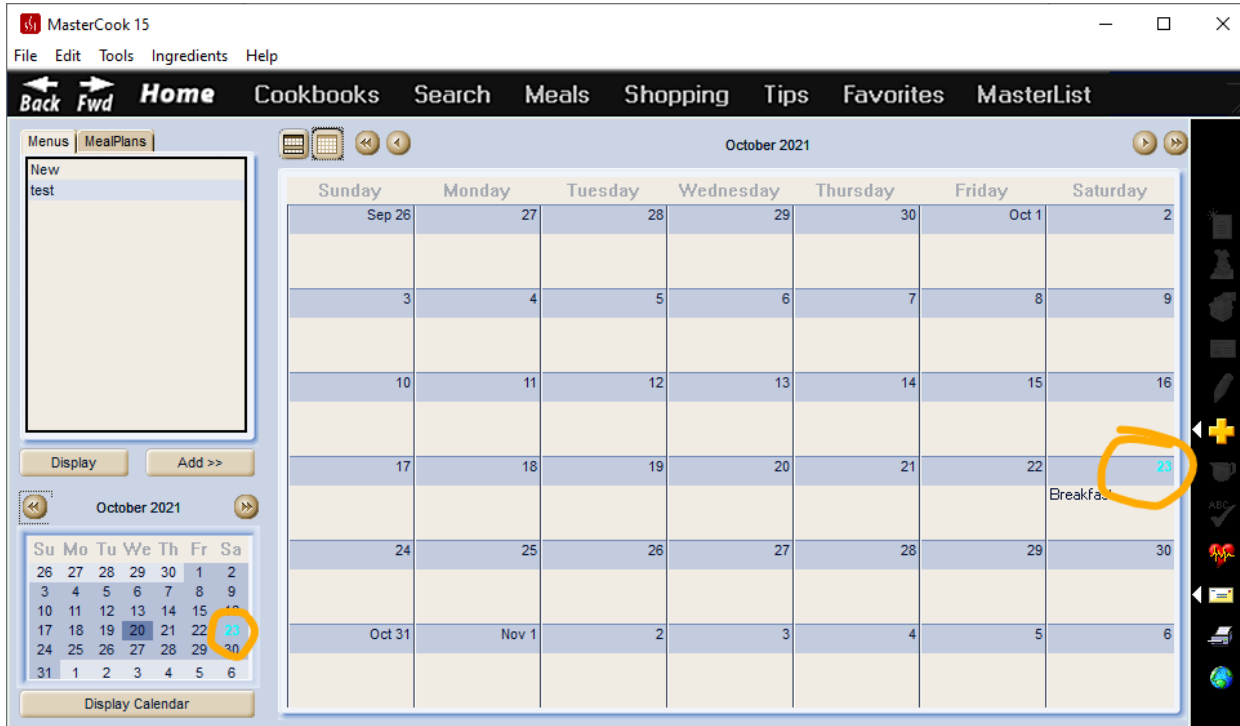 MasterCook 15
File Edit Tools Ingredients Help
Back Fwd Home Cookbooks Search Meals Shopping Tips Favorites MasterList
Menus MealPlans
New
test
Display Add >>
October 2021
Su Mo Tu We Th Fr Sa
26 27 28 29 30 1 2
3 4 5 6 7 8 9
10 11 12 13 14 15
17 18 19 20 21 22 23
24 25 26 27 28 29 30
31 1 2 3 4 5 6
Display Calendar
October 2021
Sunday Monday Tuesday Wednesday Thursday Friday Saturday
Sep 26 27 28 29 30 Oct 1 2
3 4 5 6 7 8 9
10 11 12 13 14 15 16
17 18 19 20 21 22 23
Breakfast
24 25 26 27 28 29 30
Oct 31 Nov 1 2 3 4 5 6
ABC